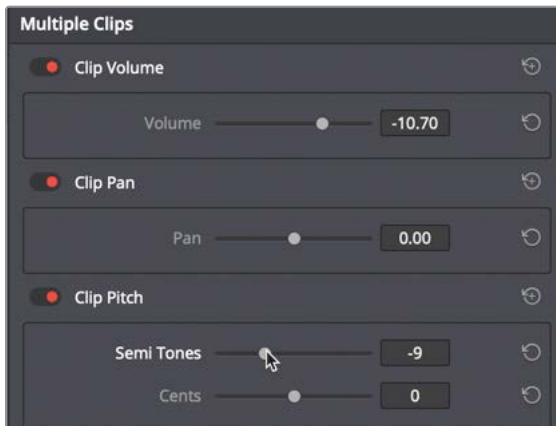 Multiple Clips
Clip Volume
Volume -10.70
Clip Pan
Pan 0.00
Clip Pitch
Semi Tones -9
Cents 0